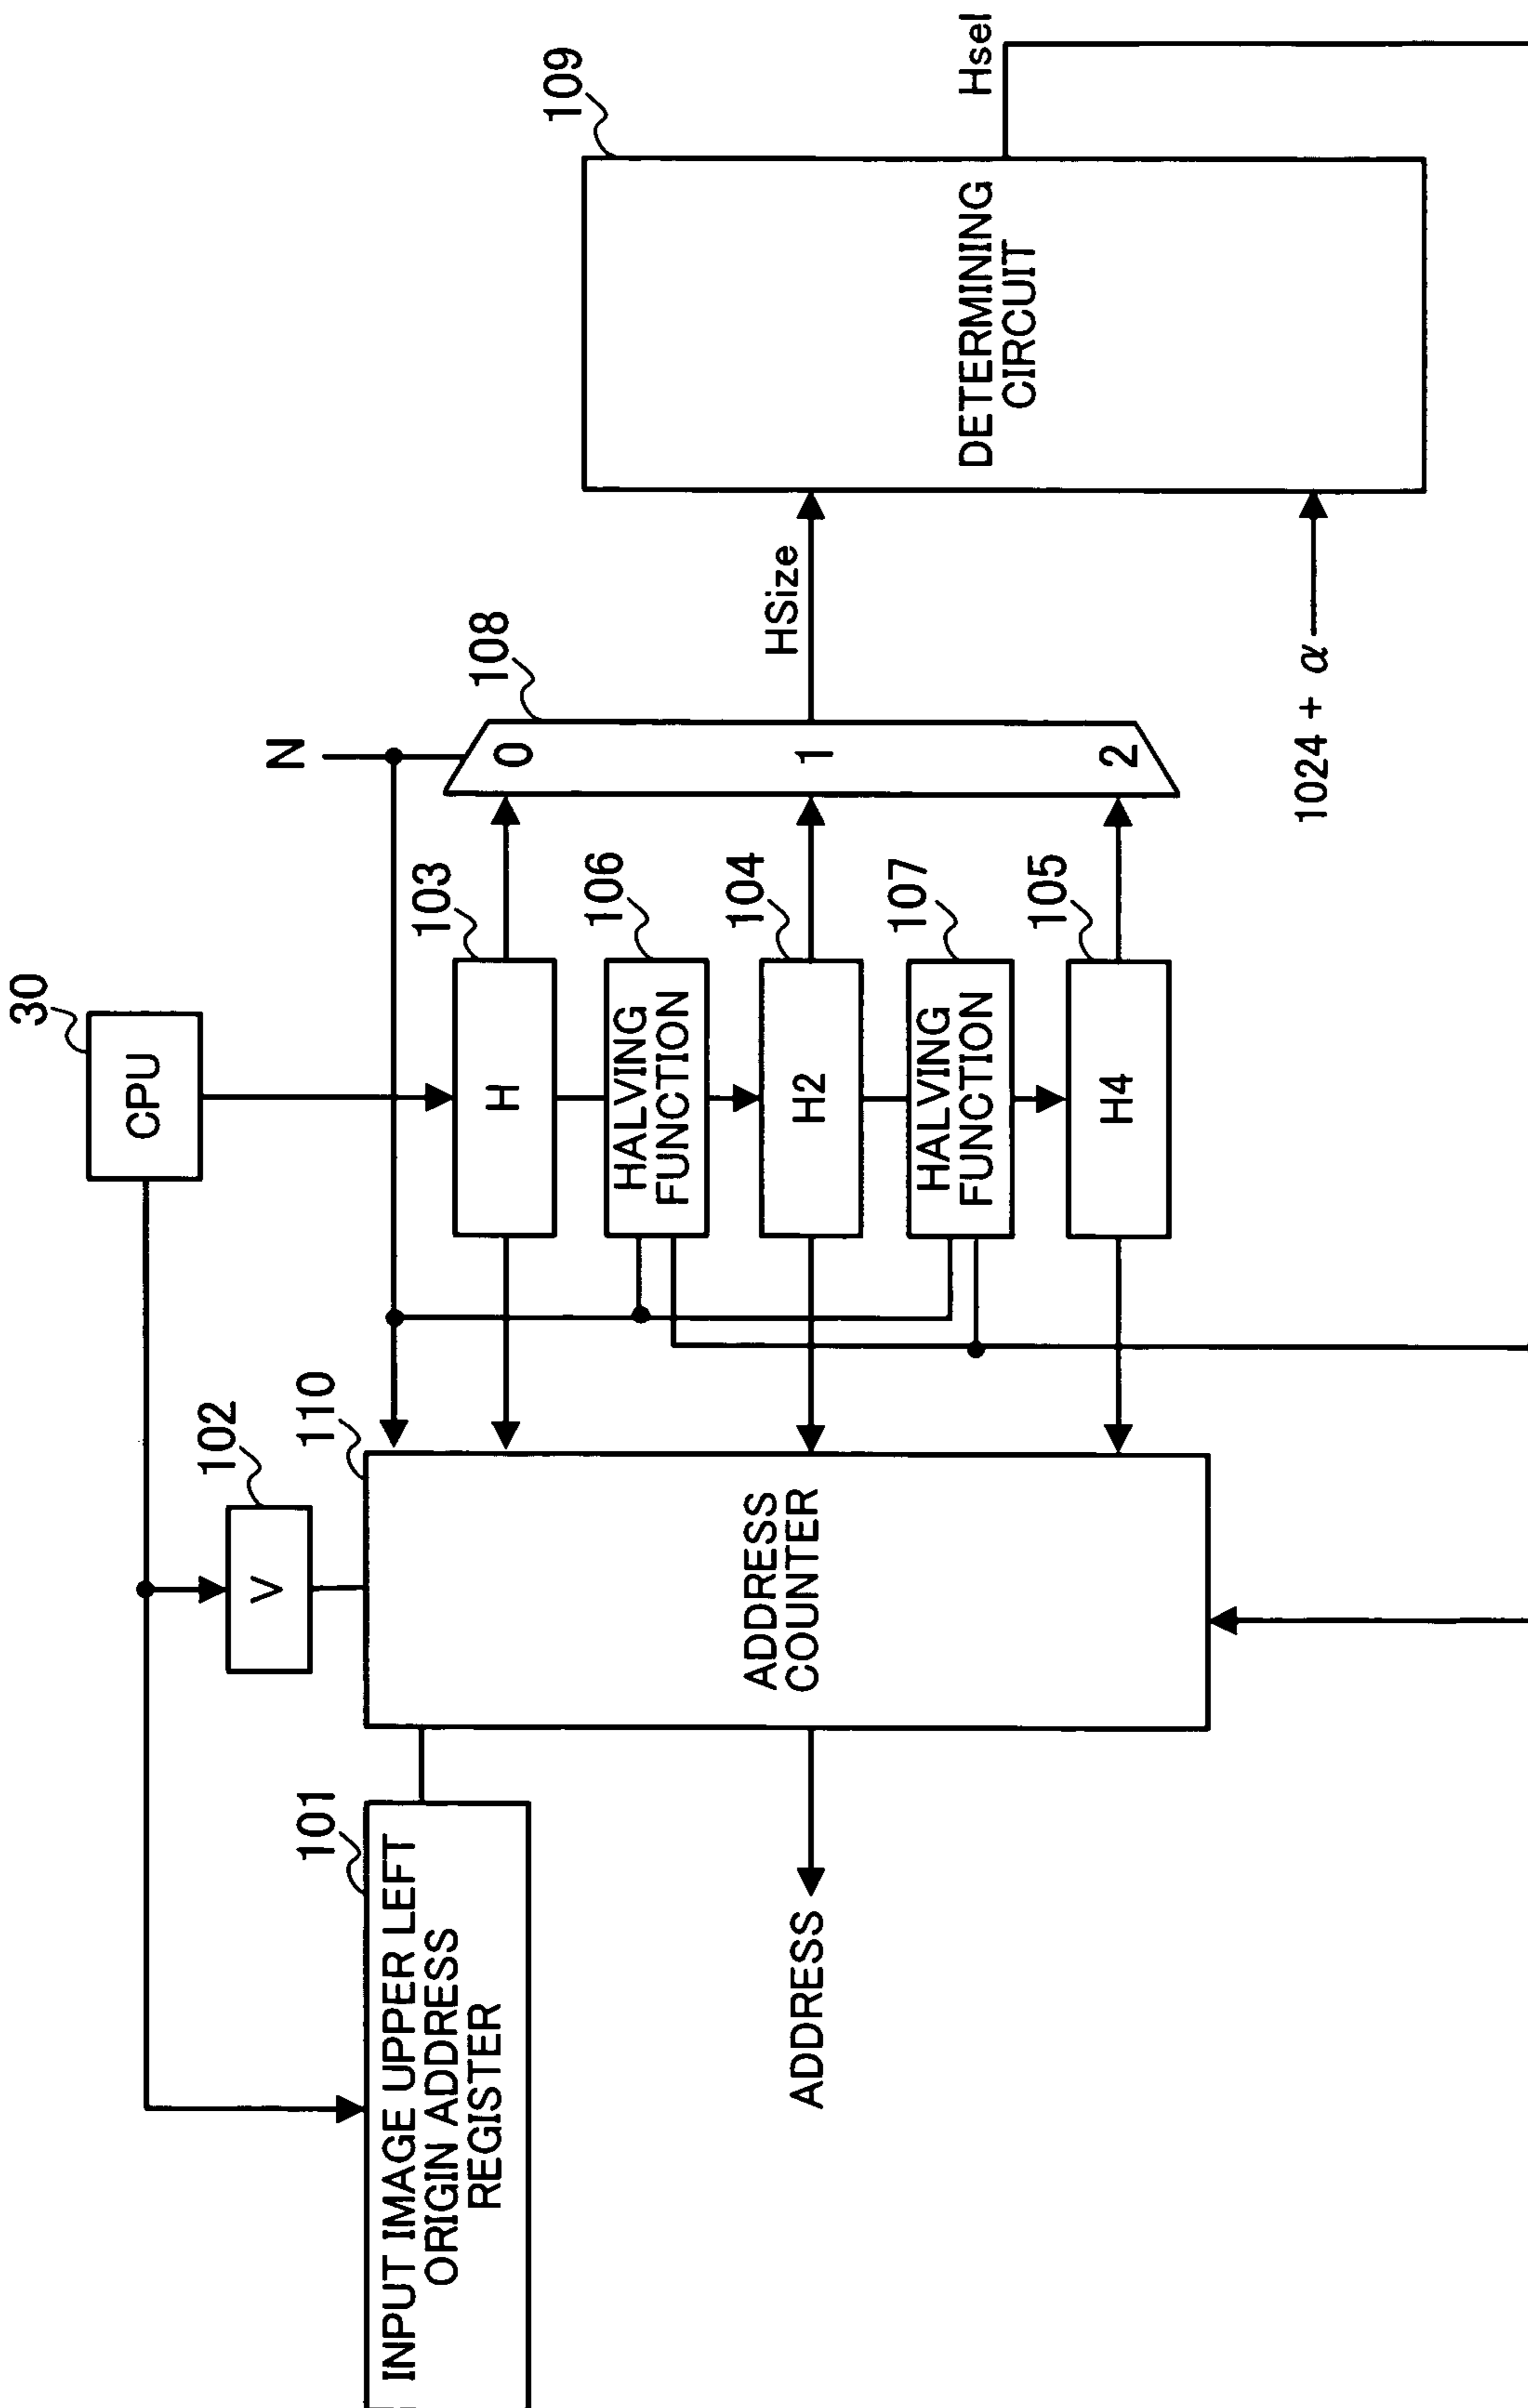 30
CPU
102
V
101
INPUT IMAGE UPPER LEFT
ORIGIN ADDRESS
REGISTER
110
ADDRESS
COUNTER
ADDRESS
N
103
H
106
HALVING
FUNCTION
104
H2
107
HALVING
FUNCTION
105
H4
108
0
1
2
HSize
1024 + α
109
DETERMINING
CIRCUIT
Hsel